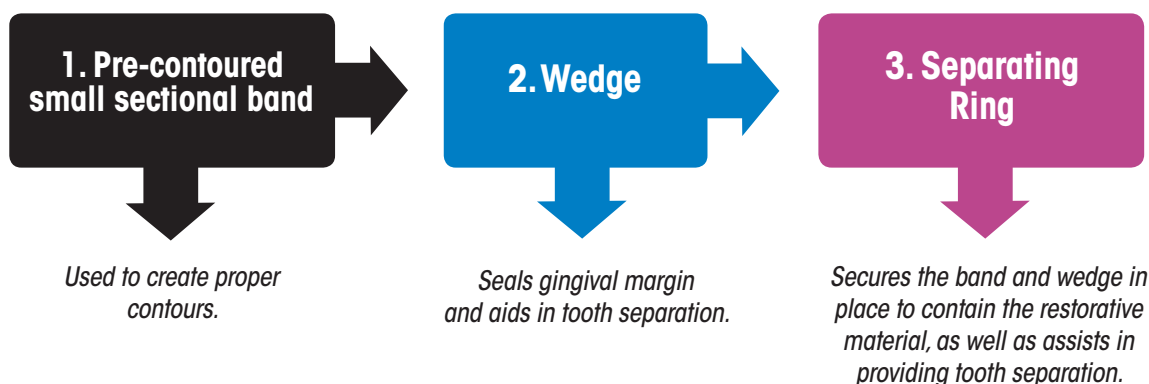 1. Pre-contoured
small sectional band
2. Wedge
3. Separating
Ring
Used to create proper
contours.
Seals gingival margin
and aids in tooth separation.
Secures the band and wedge in
place to contain the restorative
material, as well as assists in
providing tooth separation.